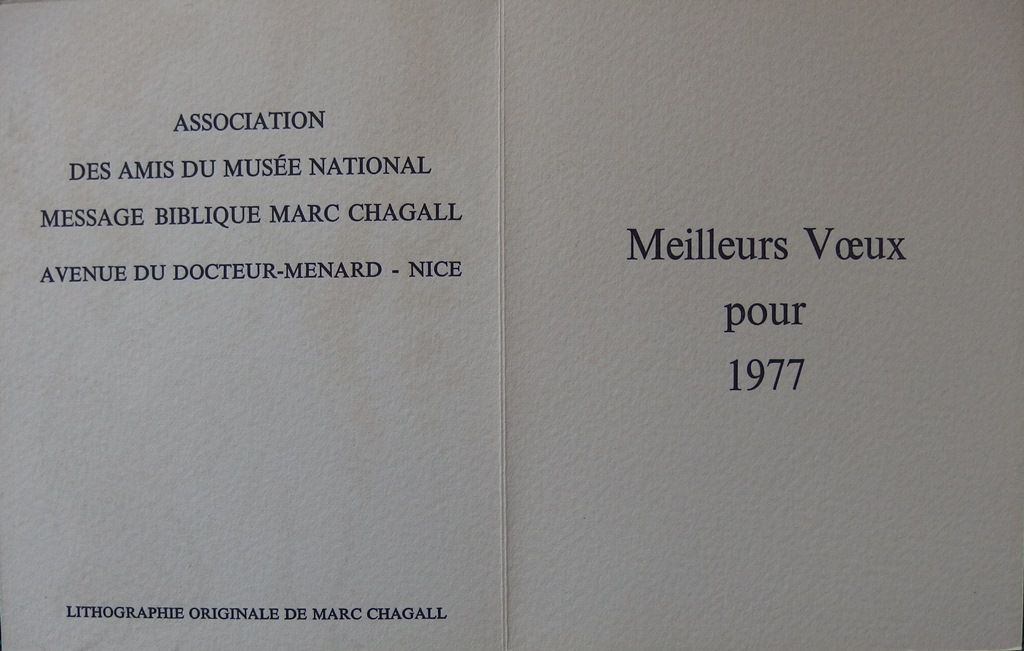 ASSOCIATION
DES AMIS DU MUSÉE NATIONAL
MESSAGE BIBLIQUE MARC CHAGALL
AVENUE DU DOCTEUR-MENARD - NICE
LITHOGRAPHIE ORIGINALE DE MARC CHAGALL
Meilleurs Vœux
pour
1977